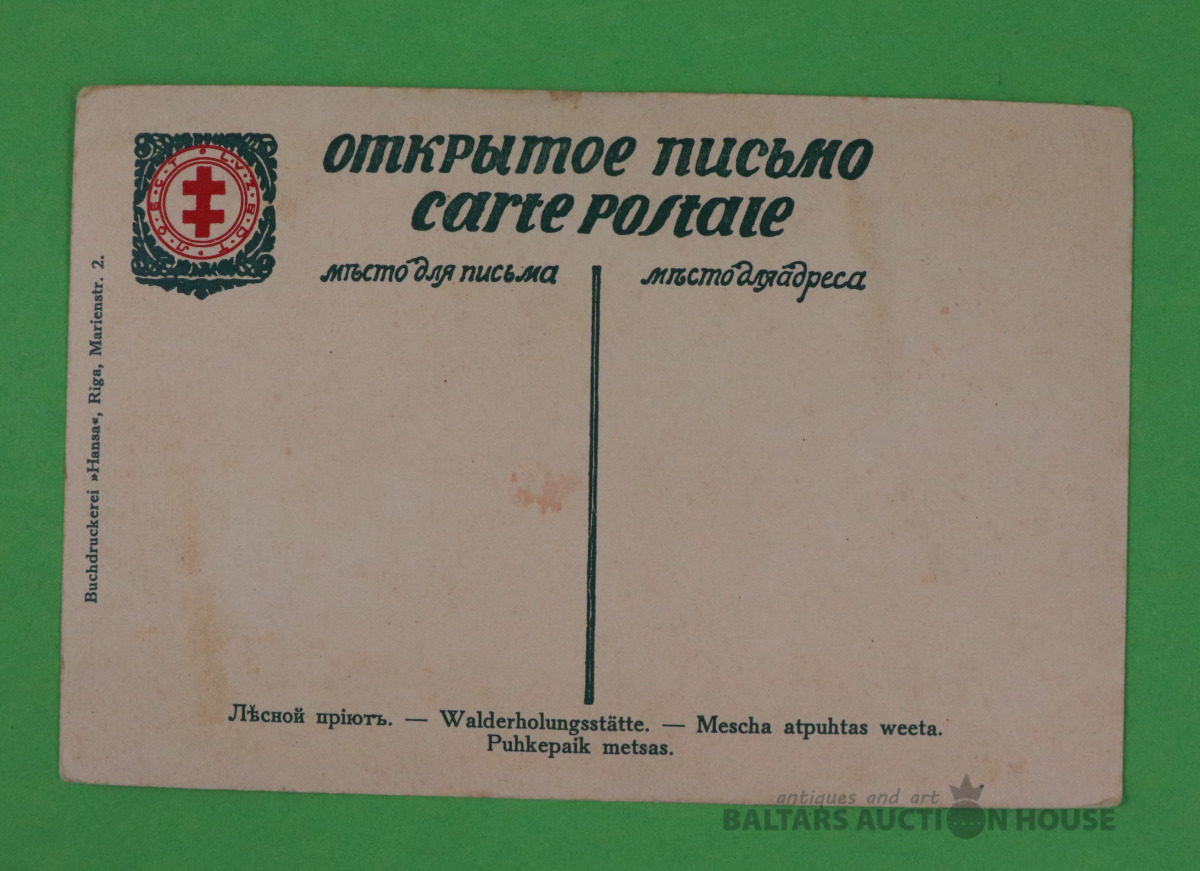 ОТКРЫТОЕ ПИСЬМО
CARTE POSTALE
мѣсто для письма
мѣсто для адреса
Buchdruckerei »Hansa«, Riga, Marienstr. 2.
Лѣсной пріютъ. — Walderholungsstätte. — Mescha atpuhtas weeta.
Puhkepaik metsas.
antiques and art
BALTARS AUCTION HOUSE